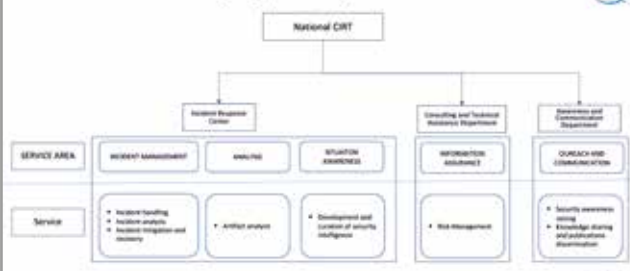 National CIRT
Incident Response
Center
Consulting and Technical
Assistance Department
Awareness and
Communication
Department
SERVICE AREA
INCIDENT MANAGEMENT
ANALYSIS
SITUATION
AWARENESS
INFORMATION
ASSURANCE
OUREACH AND
COMMUNICATION
Service
• Incident handling
• Incident analysis
• Incident mitigation and
recovery
• Artifact analysis
• Development and
curation of security
intelligence
• Risk Management
• Security awareness
raising
• Knowledge sharing
and publications
dissemination